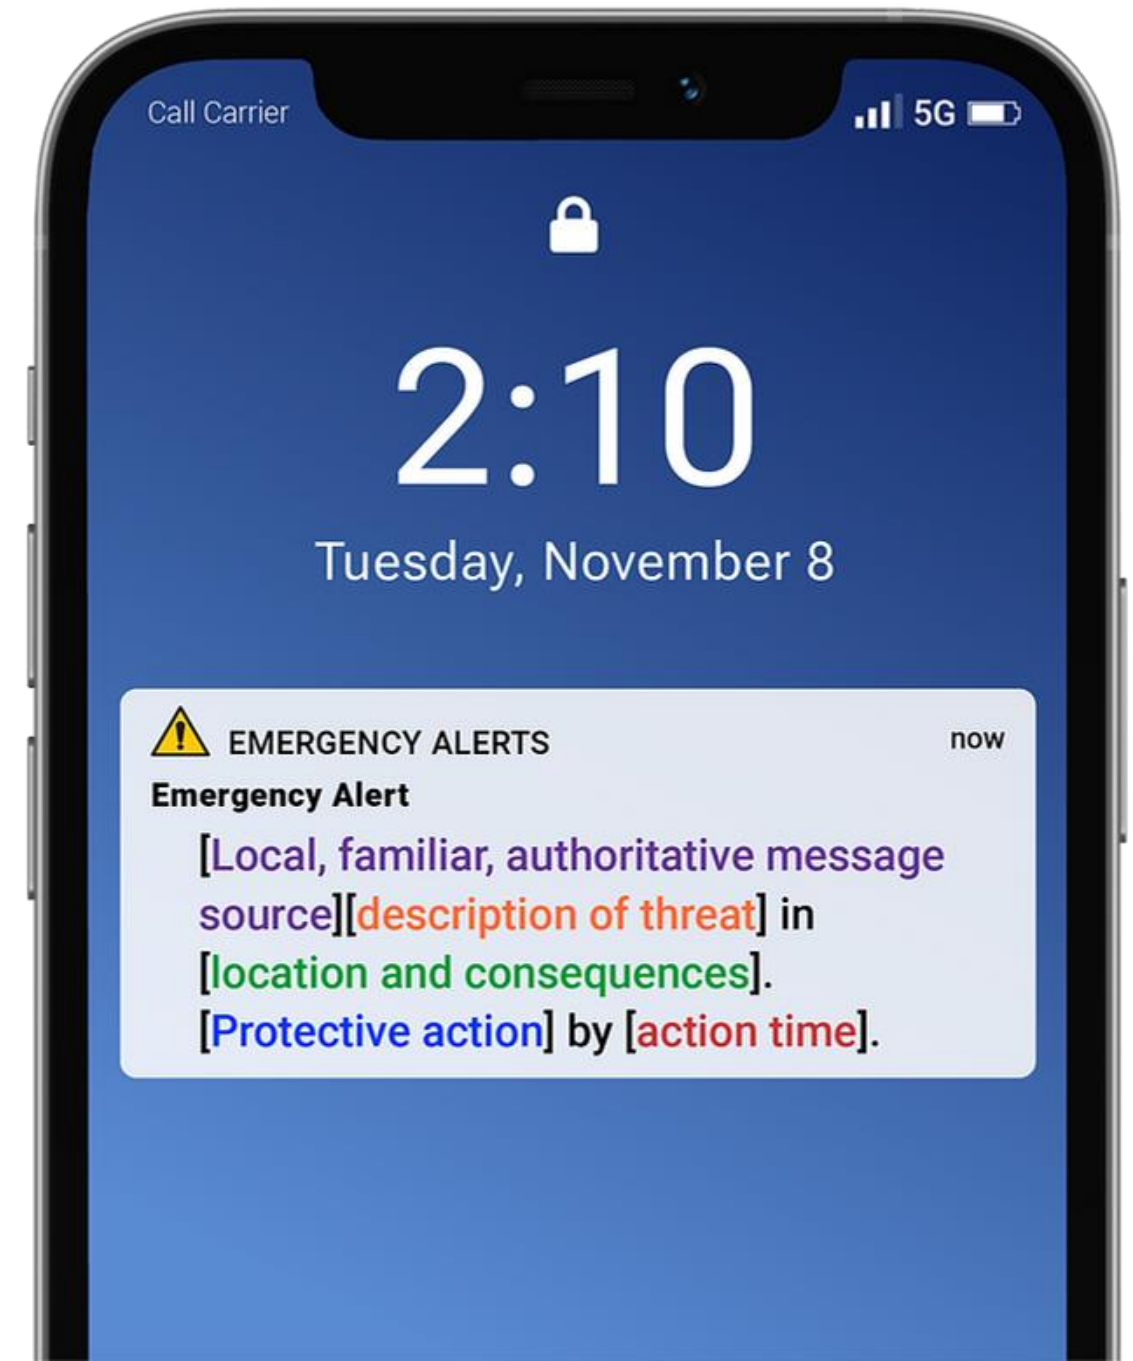 Call Carrier
5G
2:10
Tuesday, November 8
EMERGENCY ALERTS
now
Emergency Alert
[Local, familiar, authoritative message
source][description of threat] in
[location and consequences].
[Protective action] by [action time].